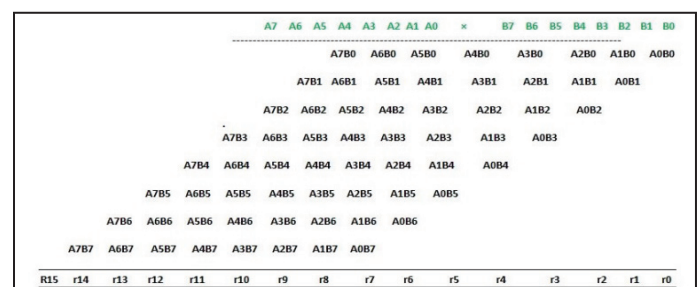 A7 A6 A5 A4 A3 A2 A1 A0 × B7 B6 B5 B4 B3 B2 B1 B0
A7B0 A6B0 A5B0 A4B0 A3B0 A2B0 A1B0 A0B0
A7B1 A6B1 A5B1 A4B1 A3B1 A2B1 A1B1 A0B1
A7B2 A6B2 A5B2 A4B2 A3B2 A2B2 A1B2 A0B2
A7B3 A6B3 A5B3 A4B3 A3B3 A2B3 A1B3 A0B3
A7B4 A6B4 A5B4 A4B4 A3B4 A2B4 A1B4 A0B4
A7B5 A6B5 A5B5 A4B5 A3B5 A2B5 A1B5 A0B5
A7B6 A6B6 A5B6 A4B6 A3B6 A2B6 A1B6 A0B6
A7B7 A6B7 A5B7 A4B7 A3B7 A2B7 A1B7 A0B7
R15 r14 r13 r12 r11 r10 r9 r8 r7 r6 r5 r4 r3 r2 r1 r0